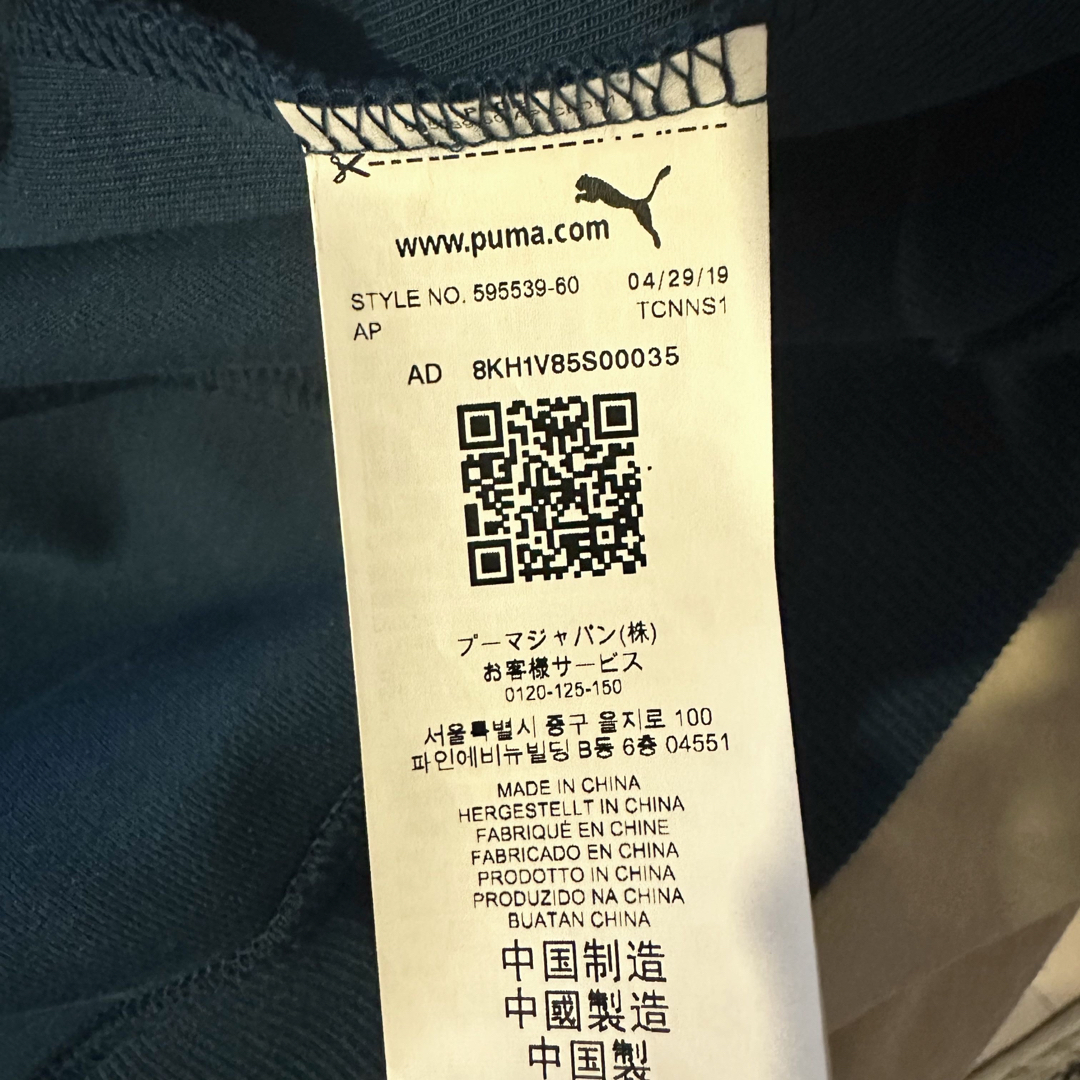 www.puma.com
STYLE NO. 595539-60 04/29/19
AP TCNNS1
AD 8KH1V85S00035
プーマジャパン(株)
お客様サービス
0120-125-150
서울특별시 중구 을지로 100
파인에비뉴빌딩 B동 6층 04551
MADE IN CHINA
HERGESTELLT IN CHINA
FABRIQUÉ EN CHINE
FABRICADO EN CHINA
PRODOTTO IN CHINA
PRODUZIDO NA CHINA
BUATAN CHINA
中国制造
中國製造
中国製